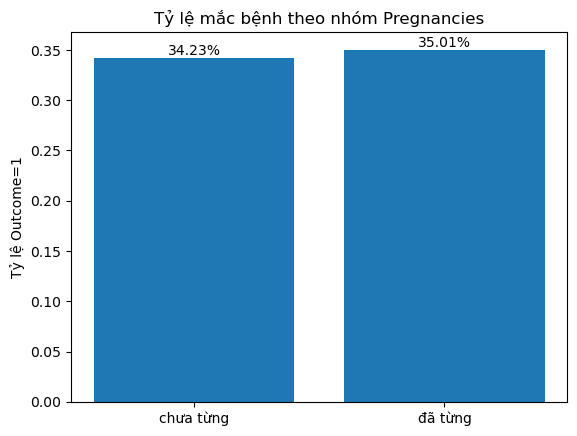 Tỷ lệ mắc bệnh theo nhóm Pregnancies
Tỷ lệ Outcome=1
0.35
0.30
0.25
0.20
0.15
0.10
0.05
0.00
34.23%
35.01%
chưa từng
đã từng